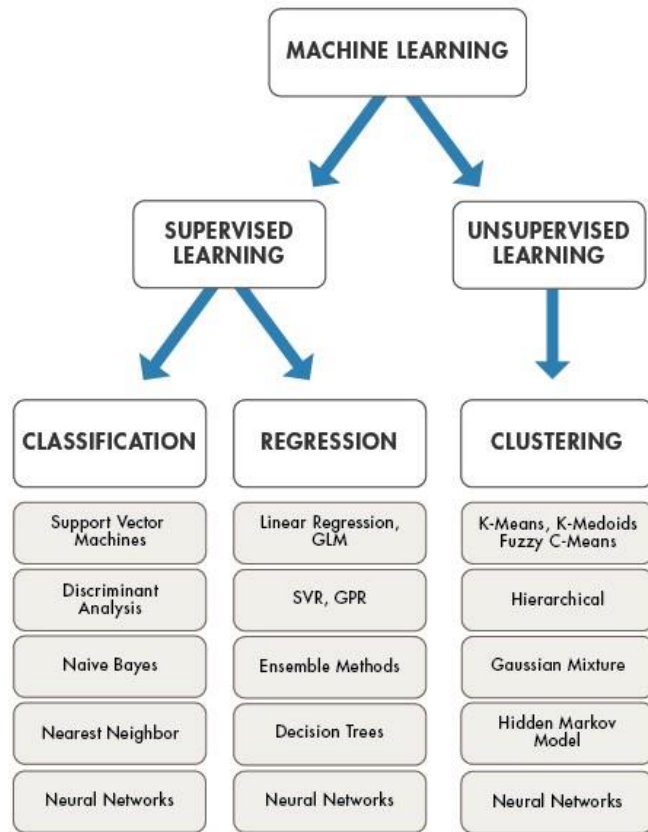 MACHINE LEARNING
SUPERVISED
LEARNING
UNSUPERVISED
LEARNING
CLASSIFICATION
Support Vector
Machines
Discriminant
Analysis
Naive Bayes
Nearest Neighbor
Neural Networks
REGRESSION
Linear Regression,
GLM
SVR, GPR
Ensemble Methods
Decision Trees
Neural Networks
CLUSTERING
K-Means, K-Medoids
Fuzzy C-Means
Hierarchical
Gaussian Mixture
Hidden Markov
Model
Neural Networks